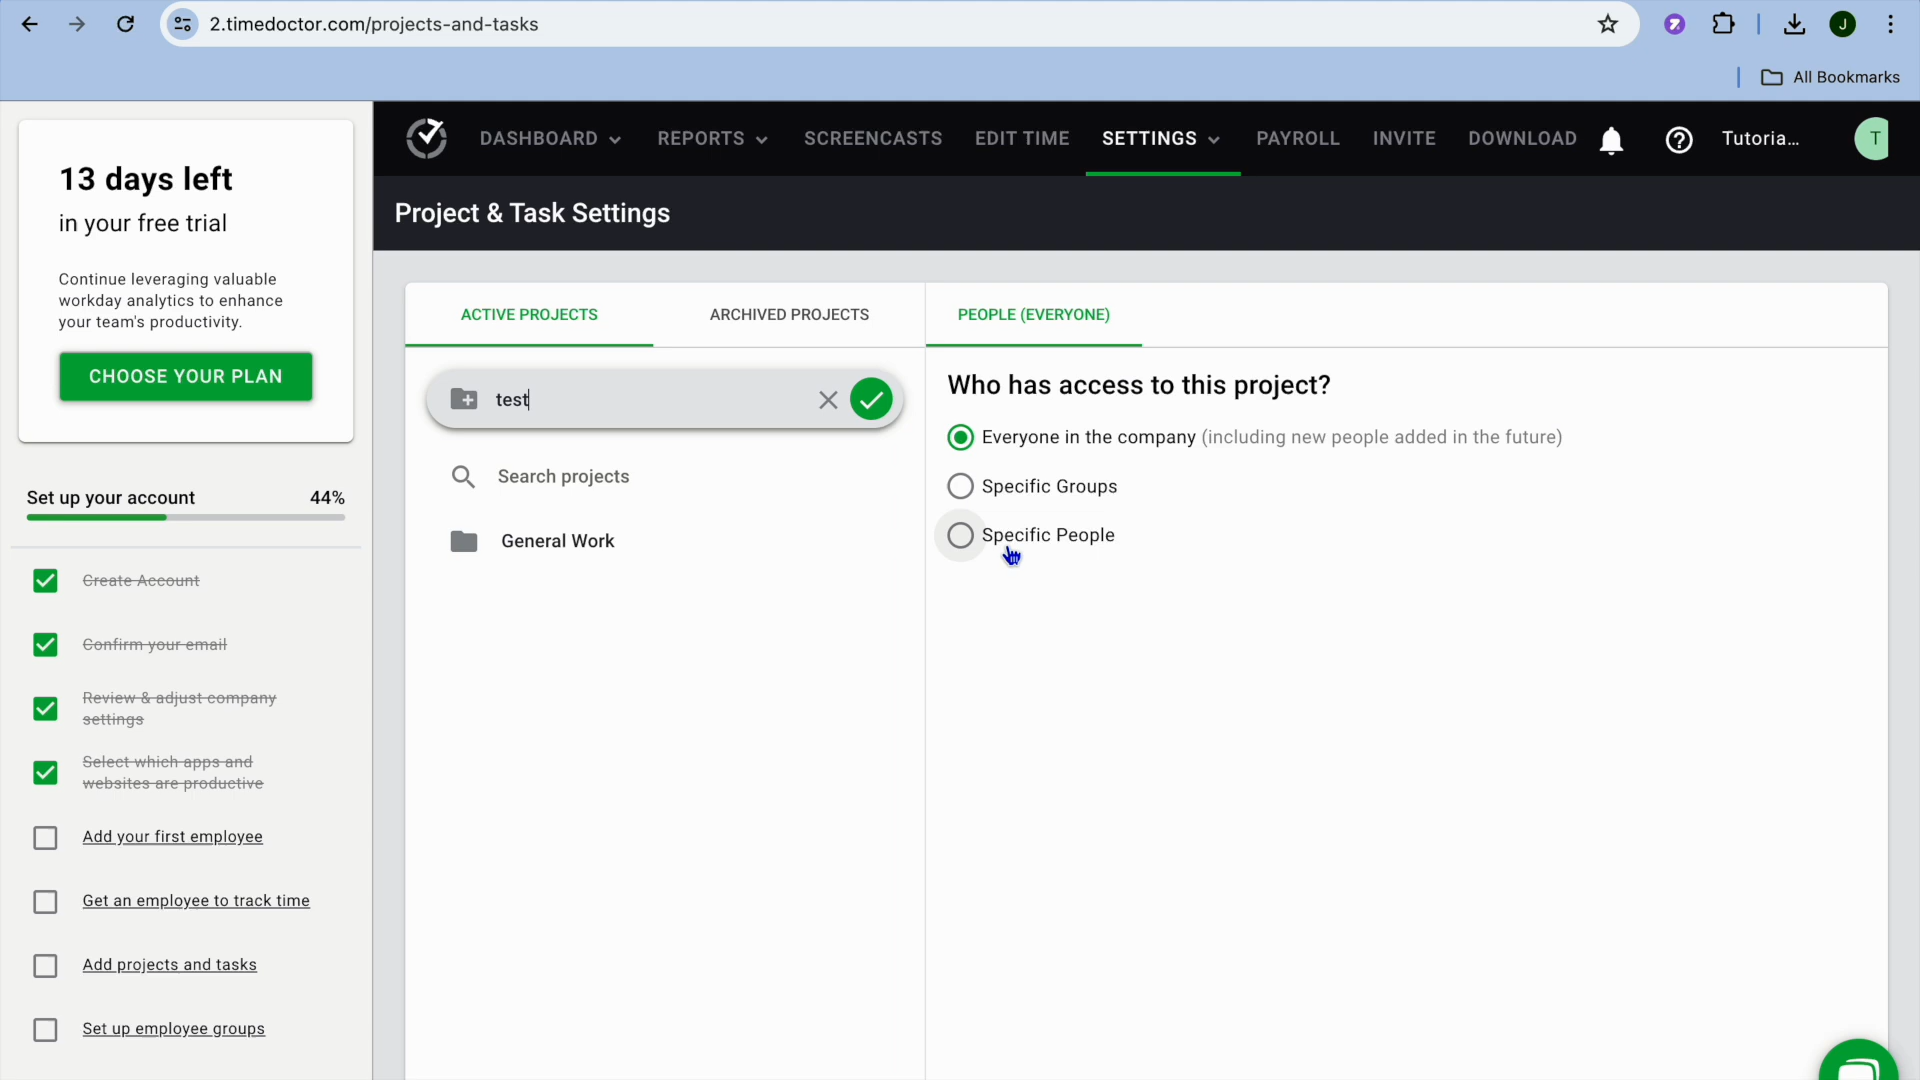 2.timedoctor.com/projects-and-tasks
J
All Bookmarks
13 days left
in your free trial
Continue leveraging valuable
workday analytics to enhance
your team's productivity.
CHOOSE YOUR PLAN
Set up your account 44%
Create Account
Confirm your email
Review & adjust company
settings
Select which apps and
websites are productive
Add your first employee
Get an employee to track time
Add projects and tasks
Set up employee groups
DASHBOARD REPORTS SCREENCASTS EDIT TIME SETTINGS PAYROLL INVITE DOWNLOAD Tutoria... T
Project & Task Settings
ACTIVE PROJECTS ARCHIVED PROJECTS
test
Search projects
General Work
PEOPLE (EVERYONE)
Who has access to this project?
Everyone in the company (including new people added in the future)
Specific Groups
Specific People